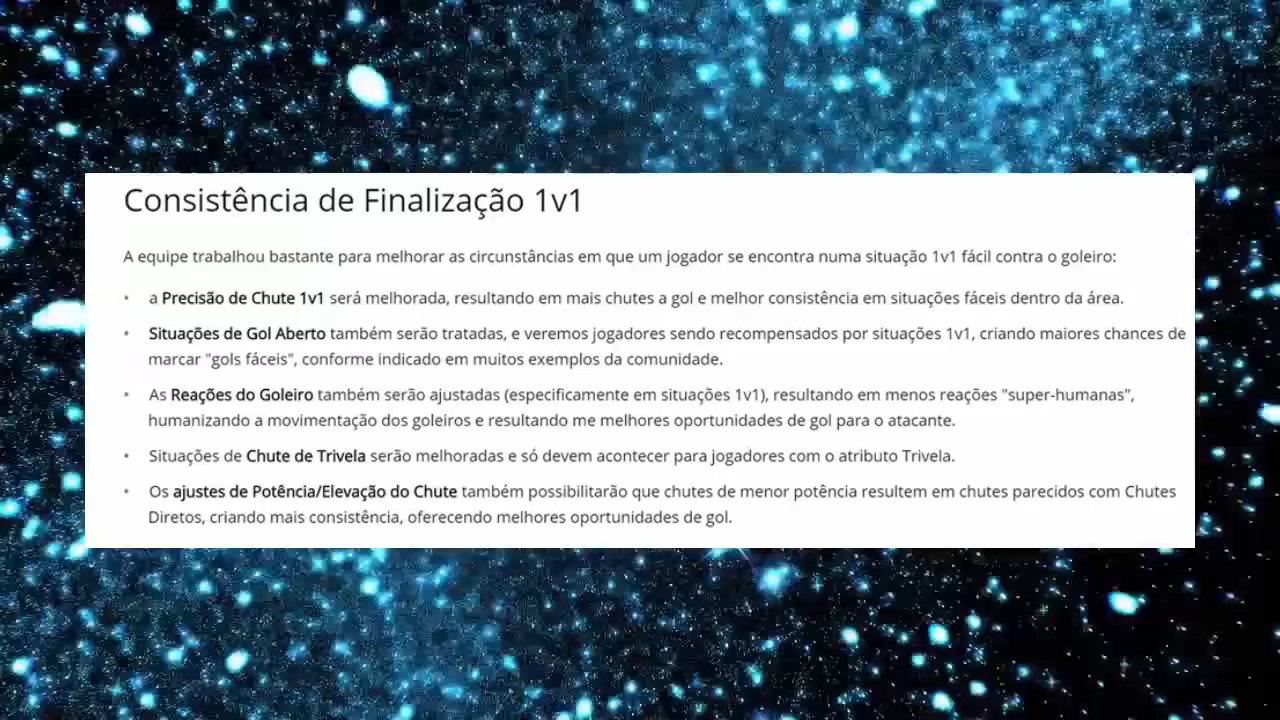 Consistência de Finalização 1v1
A equipe trabalhou bastante para melhorar as circunstâncias em que um jogador se encontra numa situação 1v1 fácil contra o goleiro:
• a Precisão de Chute 1v1 será melhorada, resultando em mais chutes a gol e melhor consistência em situações fáceis dentro da área.
• Situações de Gol Aberto também serão tratadas, e veremos jogadores sendo recompensados por situações 1v1, criando maiores chances de
marcar "gols fáceis", conforme indicado em muitos exemplos da comunidade.
• As Reações do Goleiro também serão ajustadas (especificamente em situações 1v1), resultando em menos reações "super-humanas",
humanizando a movimentação dos goleiros e resultando me melhores oportunidades de gol para o atacante.
• Situações de Chute de Trivela serão melhoradas e só devem acontecer para jogadores com o atributo Trivela.
• Os ajustes de Potência/Elevação do Chute também possibilitarão que chutes de menor potência resultem em chutes parecidos com Chutes
Diretos, criando mais consistência, oferecendo melhores oportunidades de gol.